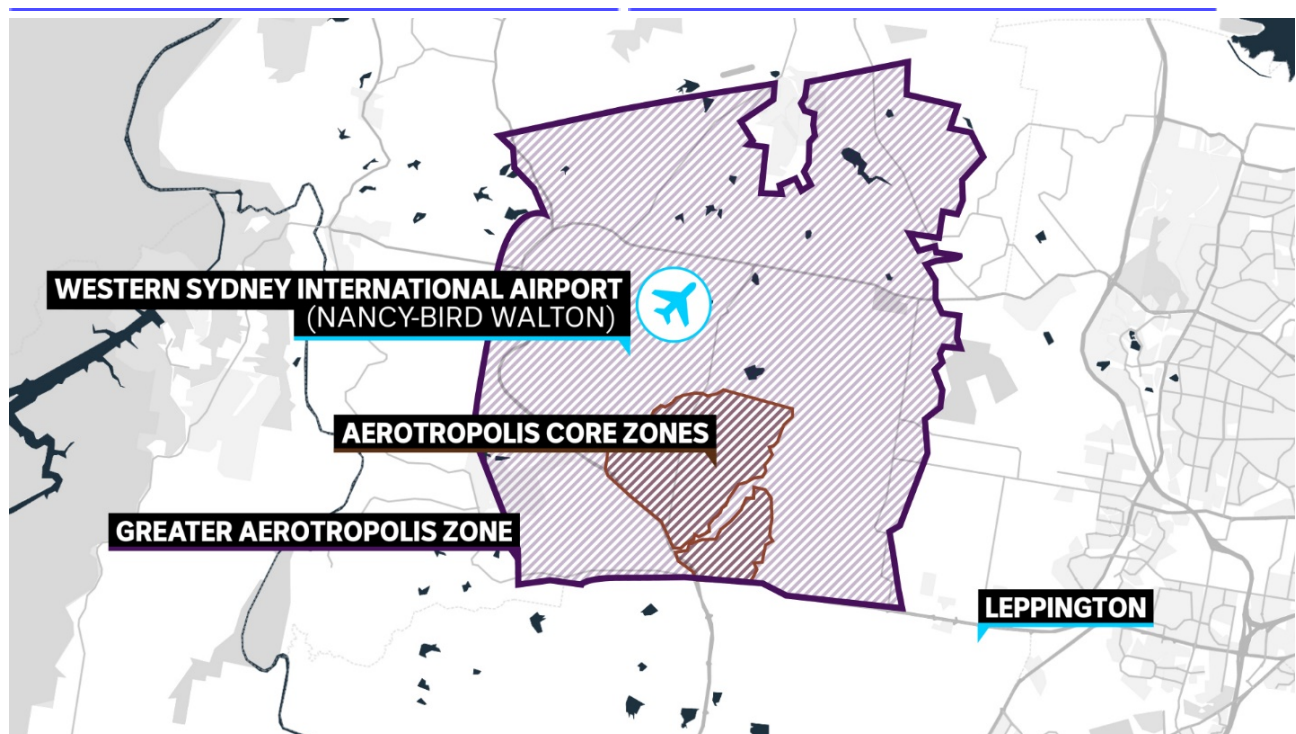 WESTERN SYDNEY INTERNATIONAL AIRPORT
(NANCY-BIRD WALTON)
AEROTROPOLIS CORE ZONES
GREATER AEROTROPOLIS ZONE
LEPPINGTON